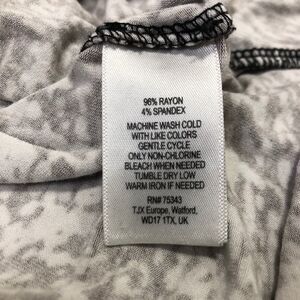 96% RAYON
4% SPANDEX
MACHINE WASH COLD
WITH LIKE COLORS
GENTLE CYCLE
ONLY NON-CHLORINE
BLEACH WHEN NEEDED
TUMBLE DRY LOW
WARM IRON IF NEEDED
RN# 75343
TJX Europe, Watford,
WD17 1TX, UK